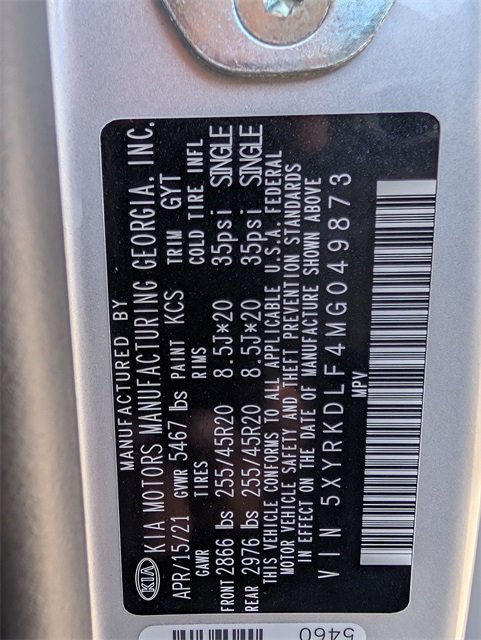 MANUFACTURED BY
KIA KIA MOTORS MANUFACTURING GEORGIA, INC.
APR/15/21 GVWR 5467 lbs PAINT KCS TRIM GYT
GAWR TIRES RIMS COLD TIRE INFL
FRONT 2866 lbs 255/45R20 8.5J*20 35psi SINGLE
REAR 2976 lbs 255/45R20 8.5J*20 35psi SINGLE
THIS VEHICLE CONFORMS TO ALL APPLICABLE U.S.A. FEDERAL
MOTOR VEHICLE SAFETY AND THEFT PREVENTION STANDARDS
IN EFFECT ON THE DATE OF MANUFACTURE SHOWN ABOVE
VIN 5XYRKDLF4MG049873
MPV
5460